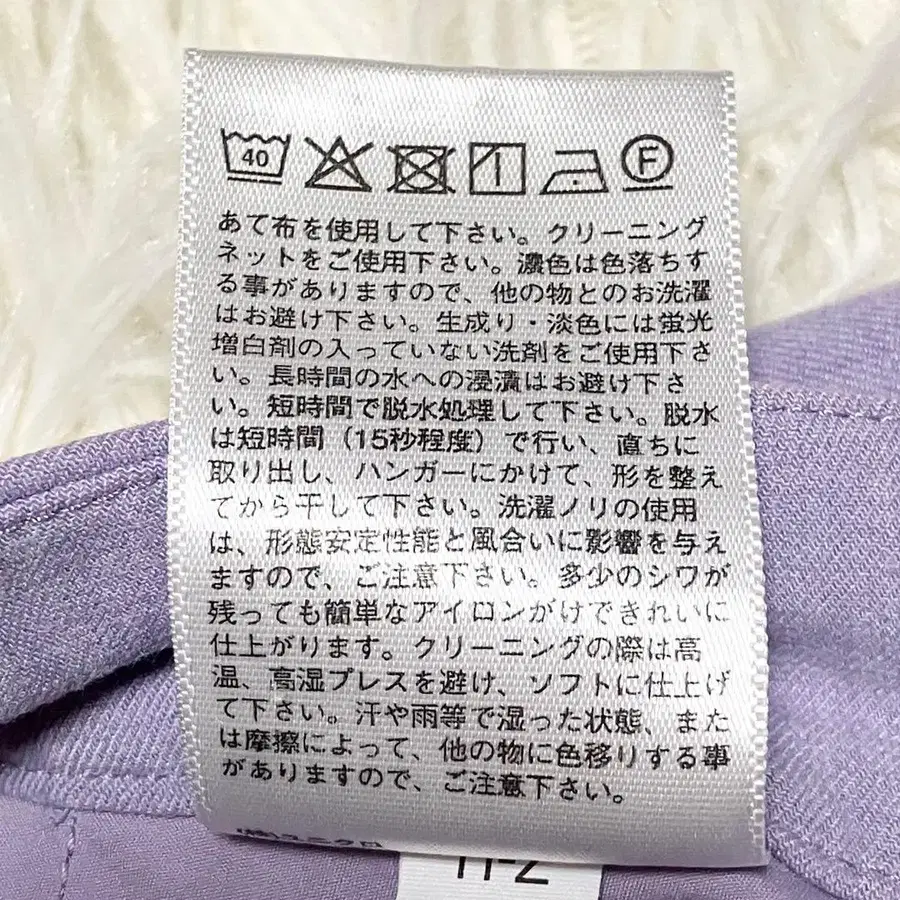 40
F
あて布を使用して下さい。クリーニング
ネットをご使用下さい。濃色は色落ちす
る事がありますので、他の物とのお洗濯
はお避け下さい。生成り・淡色には蛍光
増白剤の入っていない洗剤をご使用下さ
い。長時間の水への浸漬はお避け下さ
い。短時間で脱水処理して下さい。脱水
は短時間（15秒程度）で行い、直ちに
取り出し、ハンガーにかけて、形を整え
てから干して下さい。洗濯ノリの使用
は、形態安定性能と風合いに影響を与え
ますので、ご注意下さい。多少のシワが
残っても簡単なアイロンがけできれいに
仕上がります。クリーニングの際は高
温、高湿プレスを避け、ソフトに仕上げ
て下さい。汗や雨等で湿った状態、また
は摩擦によって、他の物に色移りする事
がありますので、ご注意下さい。
(株)ユニクロ
11-2